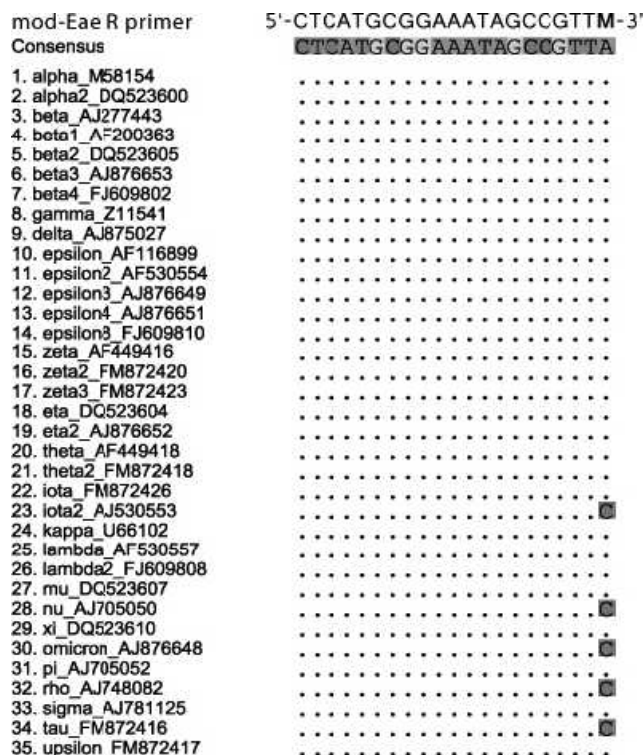 mod-Eae R primer 5'-CTCATGCGGAAATAGCCGTTM-3'
Consensus CTCATGCGGAAATAGCCGTTA
1. alpha_M58154 .....................
2. alpha2_DQ523600 .....................
3. beta_AJ277443 .....................
4. beta1_AF200363 .....................
5. beta2_DQ523605 .....................
6. beta3_AJ876653 .....................
7. beta4_FJ609802 .....................
8. gamma_Z11541 .....................
9. delta_AJ875027 .....................
10. epsilon_AF116899 .....................
11. epsilon2_AF530554 .....................
12. epsilon3_AJ876649 .....................
13. epsilon4_AJ876651 .....................
14. epsilon8_FJ609810 .....................
15. zeta_AF449416 .....................
16. zeta2_FM872420 .....................
17. zeta3_FM872423 .....................
18. eta_DQ523604 .....................
19. eta2_AJ876652 .....................
20. theta_AF449418 .....................
21. theta2_FM872418 .....................
22. iota_FM872426 .....................
23. iota2_AJ530553 ....................C
24. kappa_U66102 .....................
25. lambda_AF530557 .....................
26. lambda2_FJ609808 .....................
27. mu_DQ523607 .....................
28. nu_AJ705050 ....................C
29. xi_DQ523610 .....................
30. omicron_AJ876648 ....................C
31. pi_AJ705052 .....................
32. rho_AJ748082 ....................C
33. sigma_AJ781125 .....................
34. tau_FM872416 ....................C
35. upsilon_FM872417 .....................